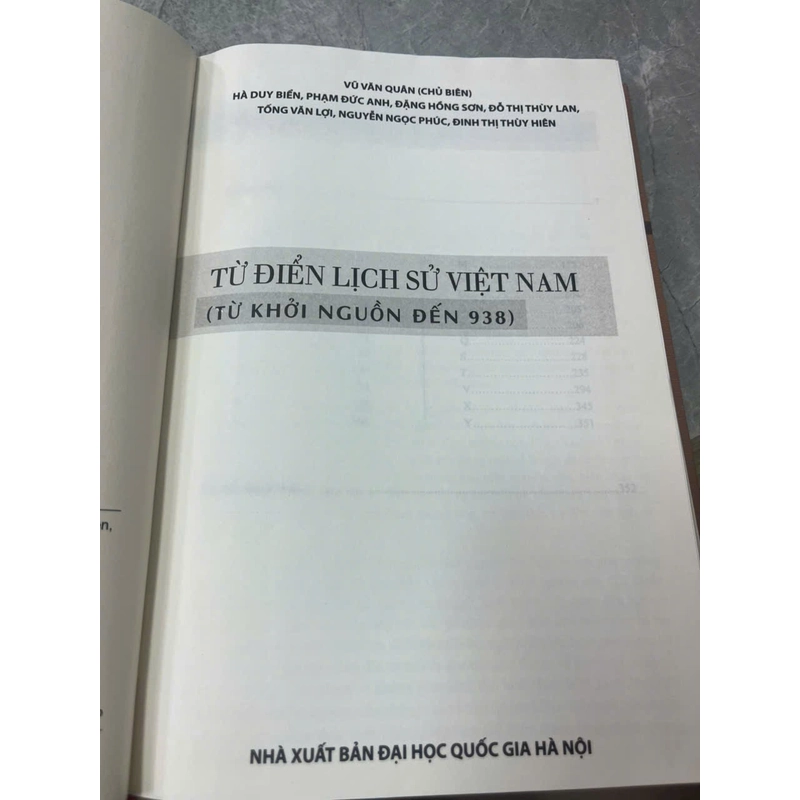 VŨ VĂN QUÂN (CHỦ BIÊN)
HÀ DUY BIỂN, PHẠM ĐỨC ANH, ĐẶNG HỒNG SƠN, ĐỖ THỊ THÙY LAN,
TỐNG VĂN LỢI, NGUYỄN NGỌC PHÚC, ĐINH THỊ THÙY HIÊN
TỪ ĐIỂN LỊCH SỬ VIỆT NAM
(TỪ KHỞI NGUỒN ĐẾN 938)
NHÀ XUẤT BẢN ĐẠI HỌC QUỐC GIA HÀ NỘI